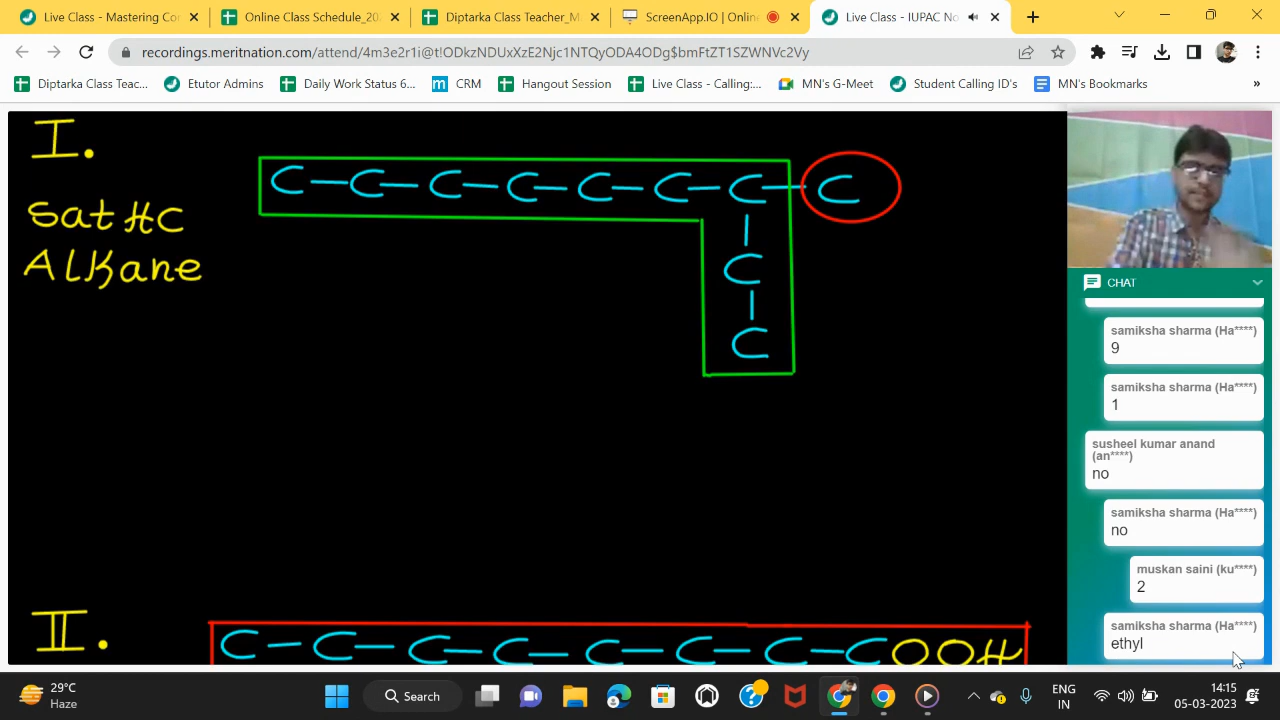 Live Class - Mastering Co
Online Class Schedule_20
Diptarka Class Teacher_M
ScreenApp.IO | Onlin
Live Class - IUPAC No
recordings.meritnation.com/attend/4m3e2r1i@t!ODkzNDUxXzE2Njc1NTQyODA4ODg$bmFtZT1SZWNVc2Vy
Diptarka Class Teac...
Etutor Admins
Daily Work Status 6...
CRM
Hangout Session
Live Class - Calling....
MN's G-Meet
Student Calling ID's
MN's Bookmarks
»
I.
C-C-C-C-C-C-C-C
Sat HC
Alkane
C
C
II.
C-C-C-C-C-C-C-COOH
CHAT
samiksha sharma (Ha****)
9
samiksha sharma (Ha****)
1
susheel kumar anand
(an****)
no
samiksha sharma (Ha****)
no
muskan saini (ku****)
2
samiksha sharma (Ha****)
ethyl
29°C
Haze
Search
ENG
IN
14:15
05-03-2023